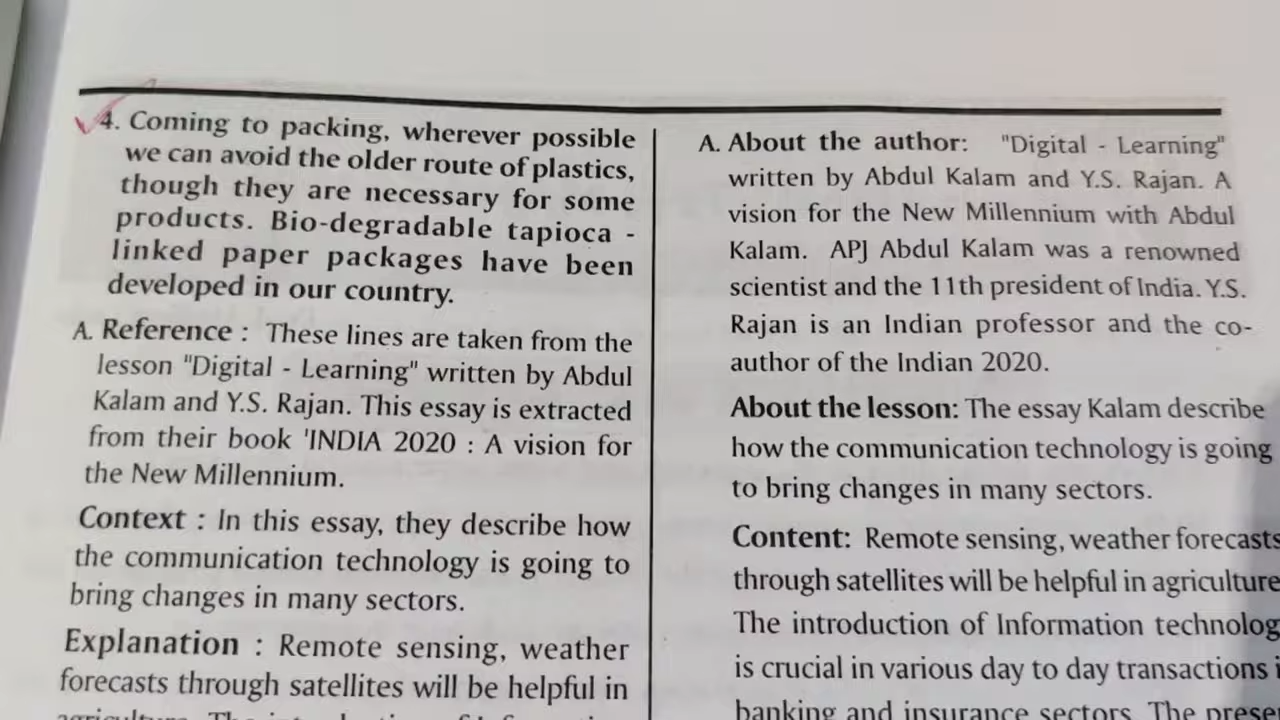 4. Coming to packing, wherever possible
we can avoid the older route of plastics,
though they are necessary for some
products. Bio-degradable tapioca -
linked paper packages have been
developed in our country.
A. Reference : These lines are taken from the
lesson "Digital - Learning" written by Abdul
Kalam and Y.S. Rajan. This essay is extracted
from their book 'INDIA 2020 : A vision for
the New Millennium.
Context : In this essay, they describe how
the communication technology is going to
bring changes in many sectors.
Explanation : Remote sensing, weather
forecasts through satellites will be helpful in
A. About the author: "Digital - Learning"
written by Abdul Kalam and Y.S. Rajan. A
vision for the New Millennium with Abdul
Kalam. APJ Abdul Kalam was a renowned
scientist and the 11th president of India. Y.S.
Rajan is an Indian professor and the co-
author of the Indian 2020.
About the lesson: The essay Kalam describe
how the communication technology is going
to bring changes in many sectors.
Content: Remote sensing, weather forecasts
through satellites will be helpful in agriculture
The introduction of Information technolog
is crucial in various day to day transactions i
banking and insurance sectors. The prese